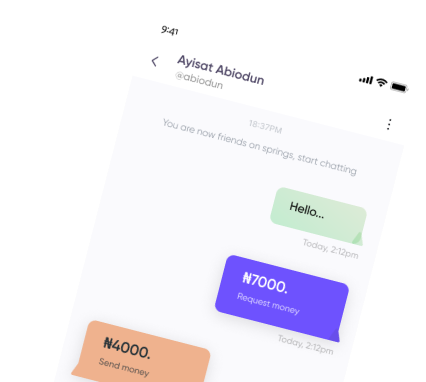 9:41
Ayisat Abiodun
@abiodun
18:37PM
You are now friends on springs, start chatting
Hello...
Today, 2:12pm
₦7000.
Request money
Today, 2:12pm
₦4000.
Send money